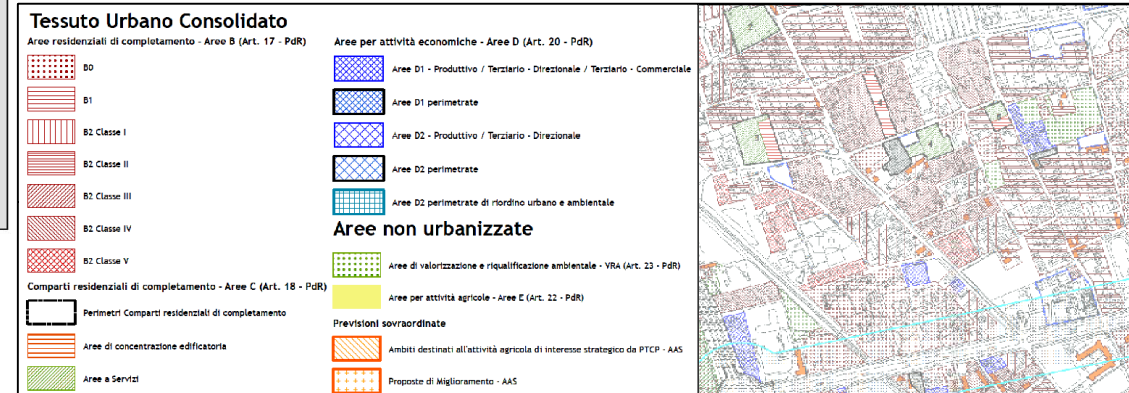 Tessuto Urbano Consolidato
Aree residenziali di completamento - Aree B (Art. 17 - PdR)
B0
B1
B2 Classe I
B2 Classe II
B2 Classe III
B2 Classe IV
B2 Classe V
Comparti residenziali di completamento - Aree C (Art. 18 - PdR)
Perimetri Comparti residenziali di completamento
Aree di concentrazione edificatoria
Aree a Servizi
Aree per attività economiche - Aree D (Art. 20 - PdR)
Aree D1 - Produttivo / Terziario - Direzionale / Terziario - Commerciale
Aree D1 perimetrate
Aree D2 - Produttivo / Terziario - Direzionale
Aree D2 perimetrate
Aree D2 perimetrate di riordino urbano e ambientale
Aree non urbanizzate
Aree di valorizzazione e riqualificazione ambientale - VRA (Art. 23 - PdR)
Aree per attività agricole - Aree E (Art. 22 - PdR)
Previsioni sovraordinate
Ambiti destinati all'attività agricola di interesse strategico da PTCP - AAS
Proposte di Miglioramento - AAS